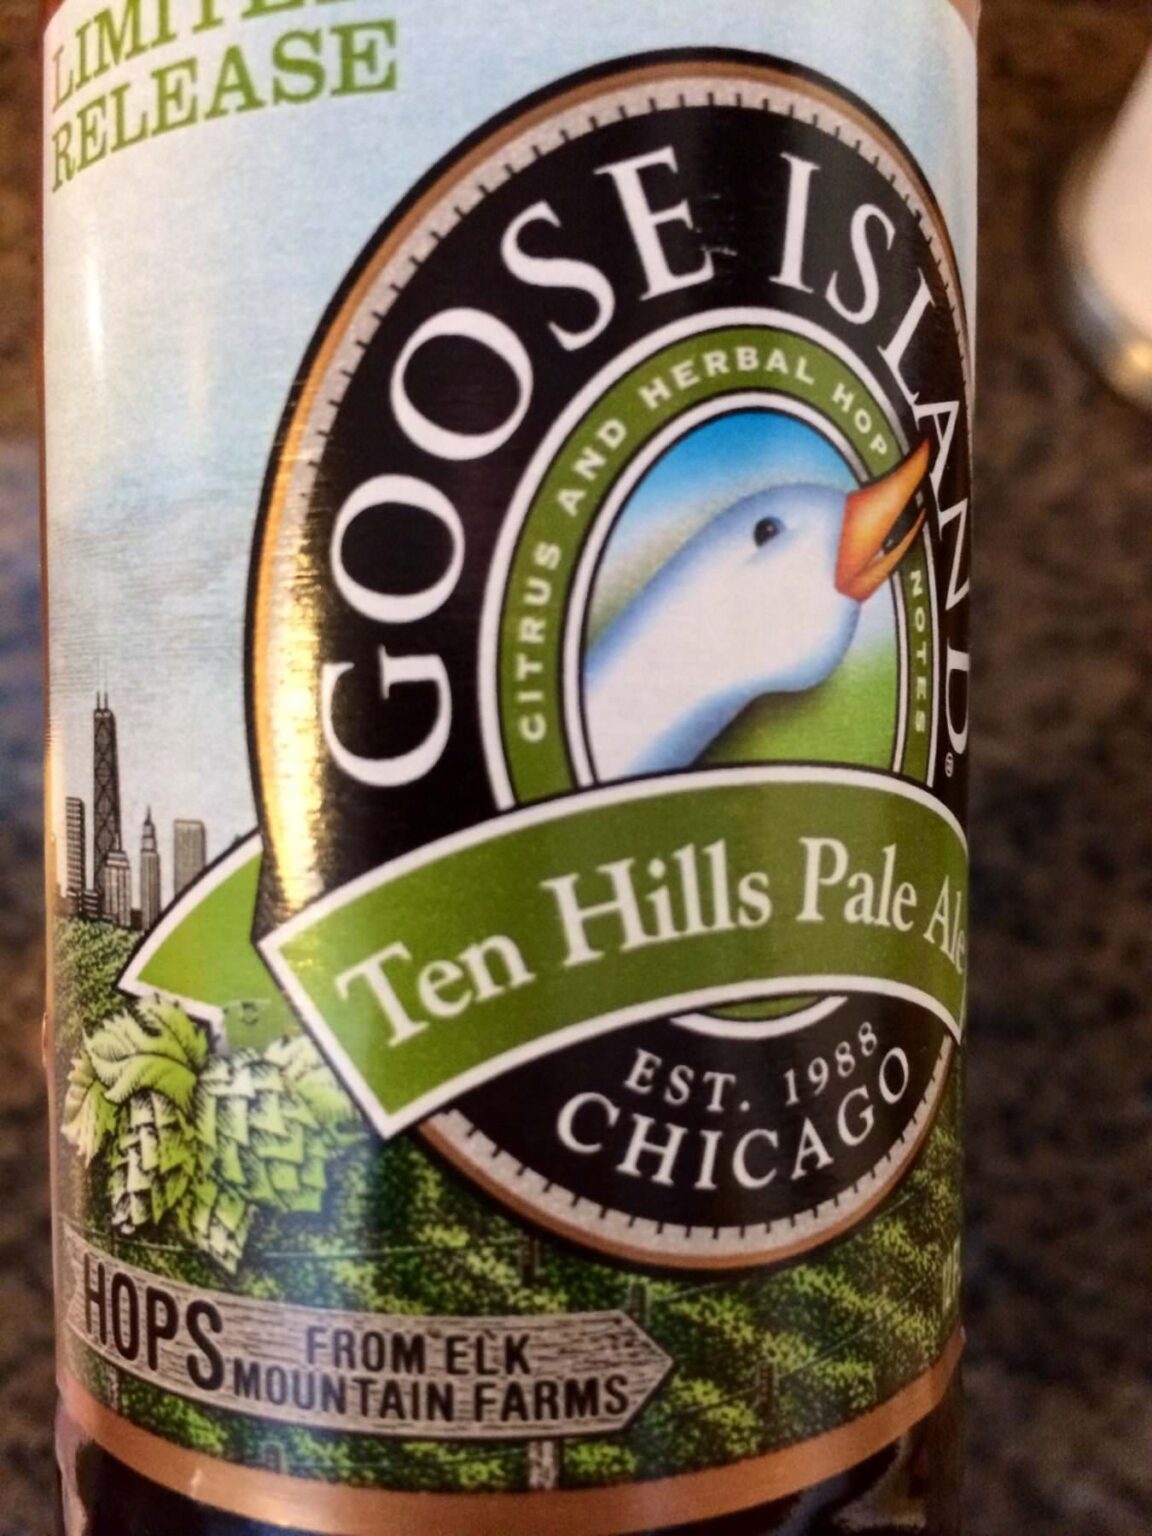 LIMITED
RELEASE
GOOSE ISLAND®
CITRUS AND HERBAL HOP NOTES
Ten Hills Pale Ale
EST. 1988
CHICAGO
HOPS FROM ELK
MOUNTAIN FARMS